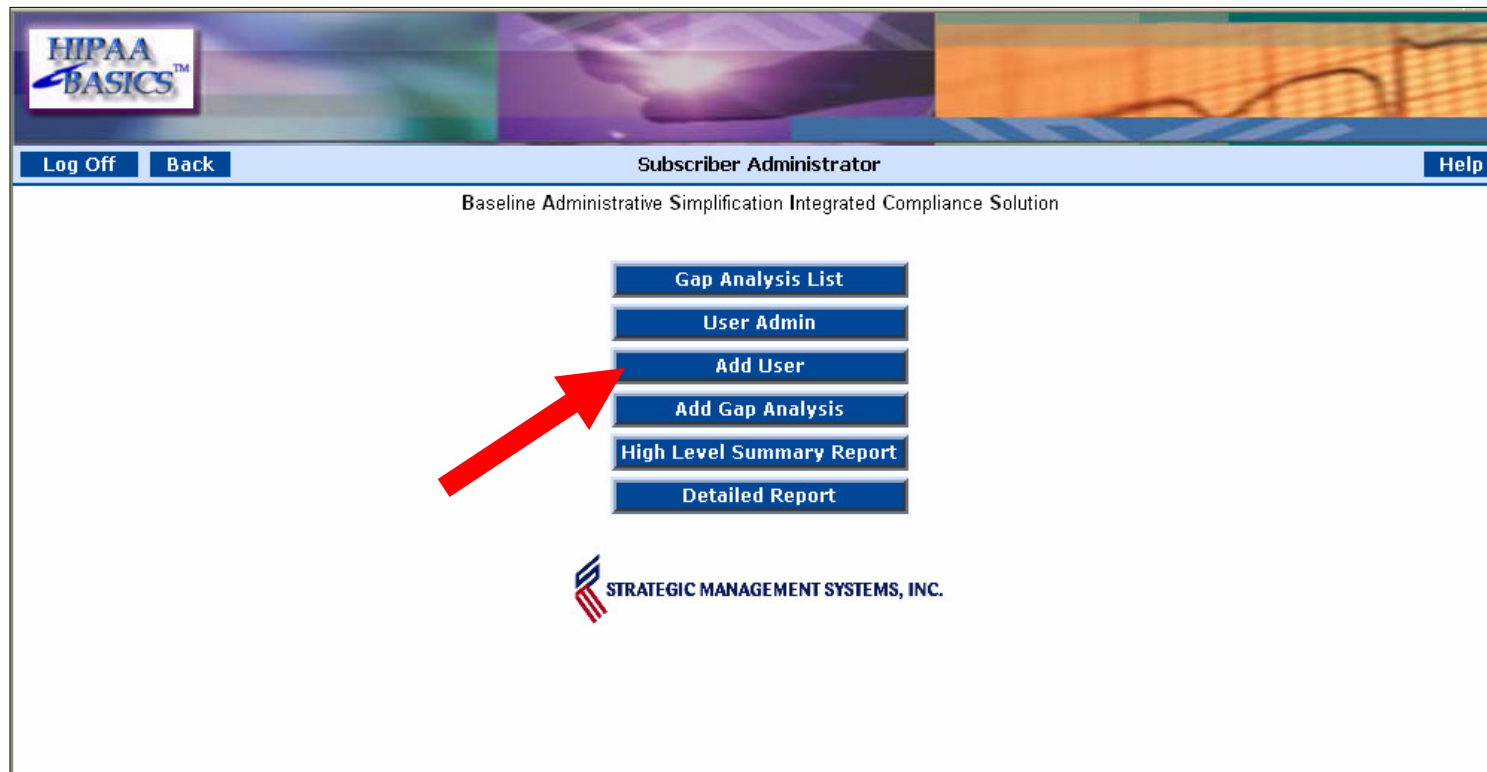 HIPAA
BASICS™
Log Off Back Subscriber Administrator Help
Baseline Administrative Simplification Integrated Compliance Solution
Gap Analysis List
User Admin
Add User
Add Gap Analysis
High Level Summary Report
Detailed Report
STRATEGIC MANAGEMENT SYSTEMS, INC.